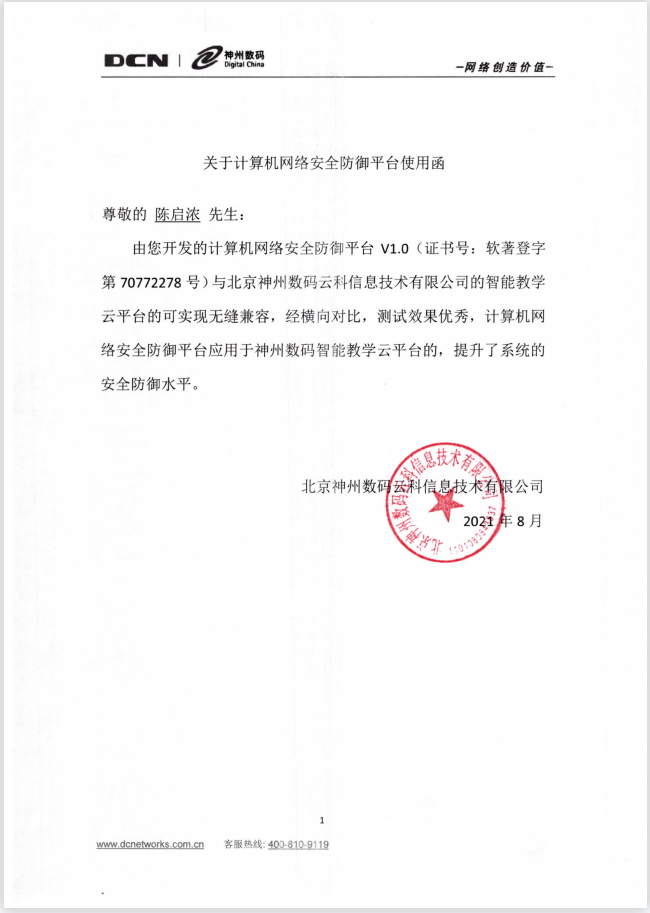 DCN | 神州数码
Digital China
—网络创造价值—
关于计算机网络安全防御平台使用函
尊敬的 陈启浓 先生：
由您开发的计算机网络安全防御平台 V1.0（证书号：软著登字
第 70772278 号）与北京神州数码云科信息技术有限公司的智能教学
云平台的可实现无缝兼容，经横向对比，测试效果优秀，计算机网
络安全防御平台应用于神州数码智能教学云平台的，提升了系统的
安全防御水平。
北京神州数码云科信息技术有限公司
2021 年 8 月
北京神州数码云科信息技术有限公司
1
www.dcnetworks.com.cn 客服热线: 400-810-9119